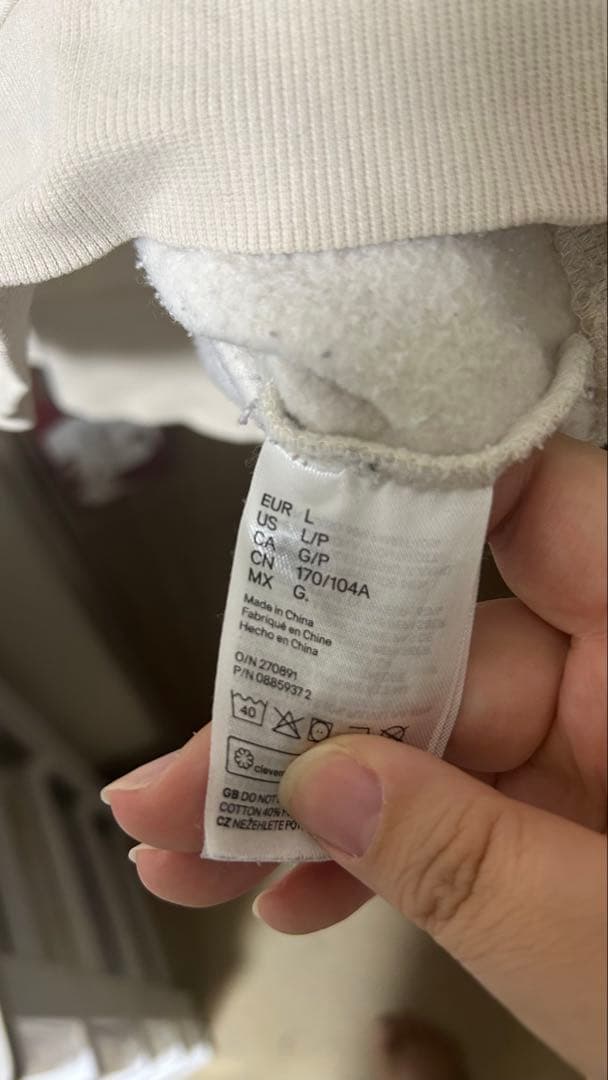 EUR L
US L/P
CA G/P
CN 170/104A
MX G.
Made in China
Fabriqué en Chine
Hecho en China
O/N 270891
P/N 0885937 2
40
GB DO NOT
COTTON 40%
CZ NEŽEHLETE